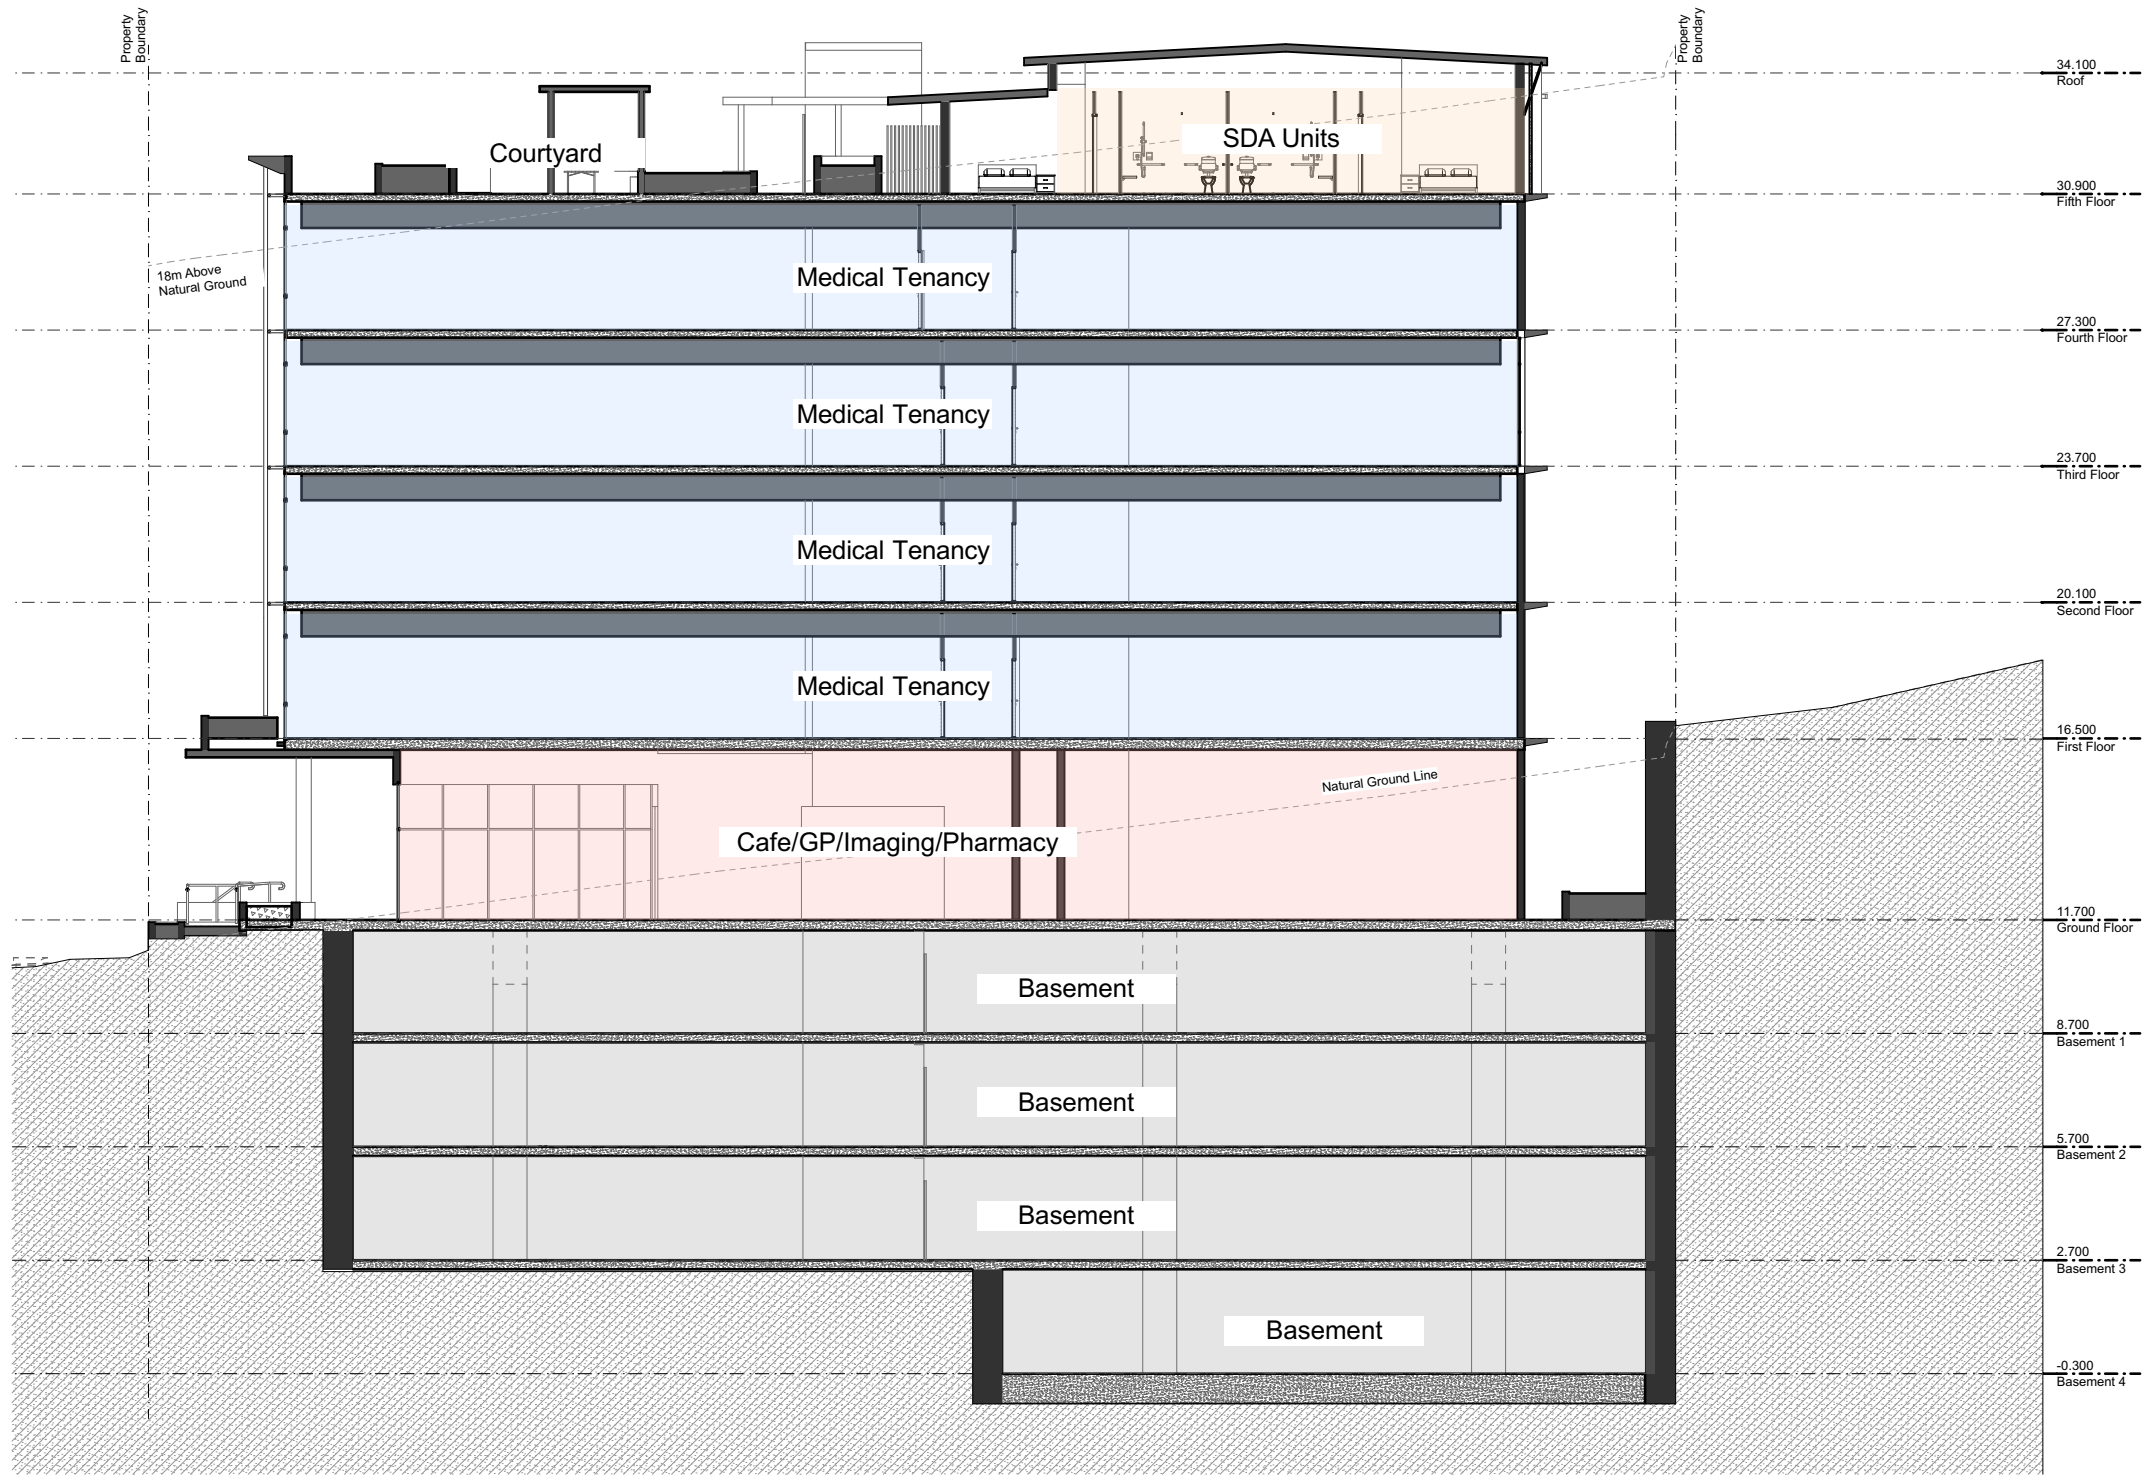 Property
Boundary
Property
Boundary
34.100
Roof
Courtyard
SDA Units
30.900
Fifth Floor
18m Above
Natural Ground
Medical Tenancy
27.300
Fourth Floor
Medical Tenancy
23.700
Third Floor
Medical Tenancy
20.100
Second Floor
Medical Tenancy
16.500
First Floor
Natural Ground Line
Cafe/GP/Imaging/Pharmacy
11.700
Ground Floor
Basement
8.700
Basement 1
Basement
5.700
Basement 2
Basement
2.700
Basement 3
Basement
-0.300
Basement 4